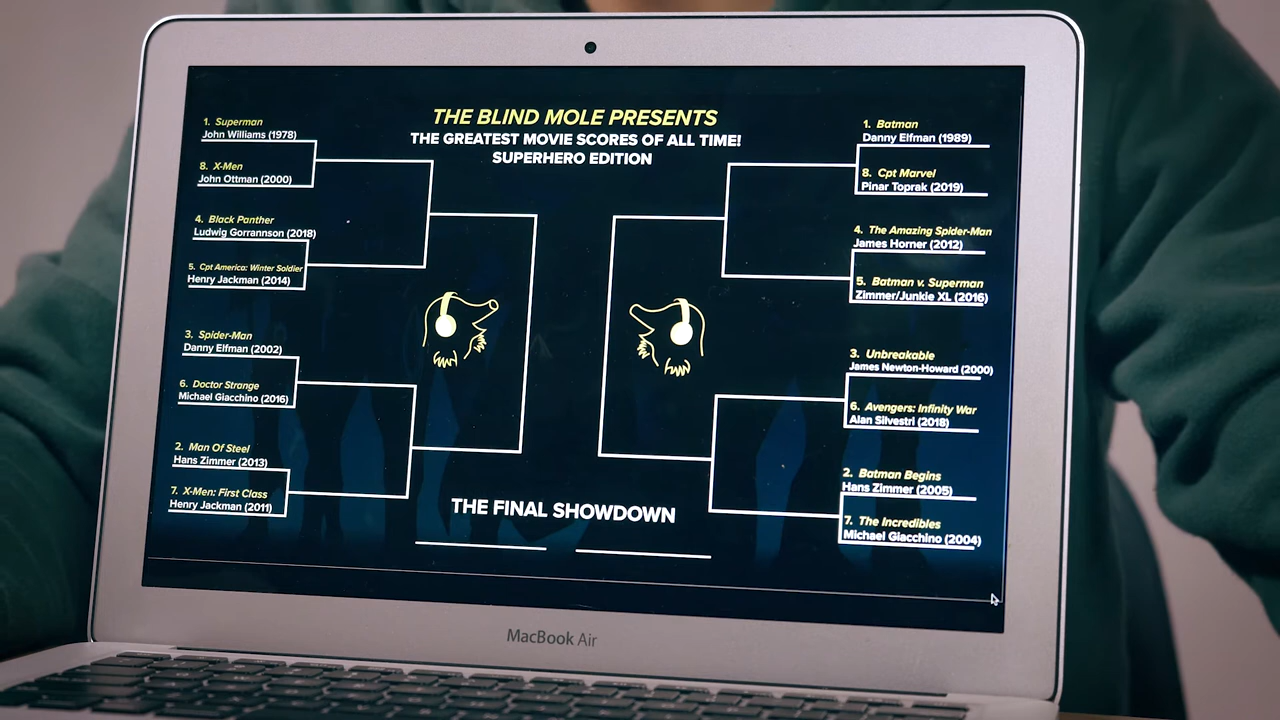 THE BLIND MOLE PRESENTS
THE GREATEST MOVIE SCORES OF ALL TIME!
SUPERHERO EDITION
1. Superman
John Williams (1978)
8. X-Men
John Ottman (2000)
4. Black Panther
Ludwig Gorrannson (2018)
5. Cpt America: Winter Soldier
Henry Jackman (2014)
3. Spider-Man
Danny Elfman (2002)
6. Doctor Strange
Michael Giacchino (2016)
2. Man Of Steel
Hans Zimmer (2013)
7. X-Men: First Class
Henry Jackman (2011)
1. Batman
Danny Elfman (1989)
8. Cpt Marvel
Pinar Toprak (2019)
4. The Amazing Spider-Man
James Horner (2012)
5. Batman v. Superman
Zimmer/Junkie XL (2016)
3. Unbreakable
James Newton-Howard (2000)
6. Avengers: Infinity War
Alan Silvestri (2018)
2. Batman Begins
Hans Zimmer (2005)
7. The Incredibles
Michael Giacchino (2004)
THE FINAL SHOWDOWN
MacBook Air